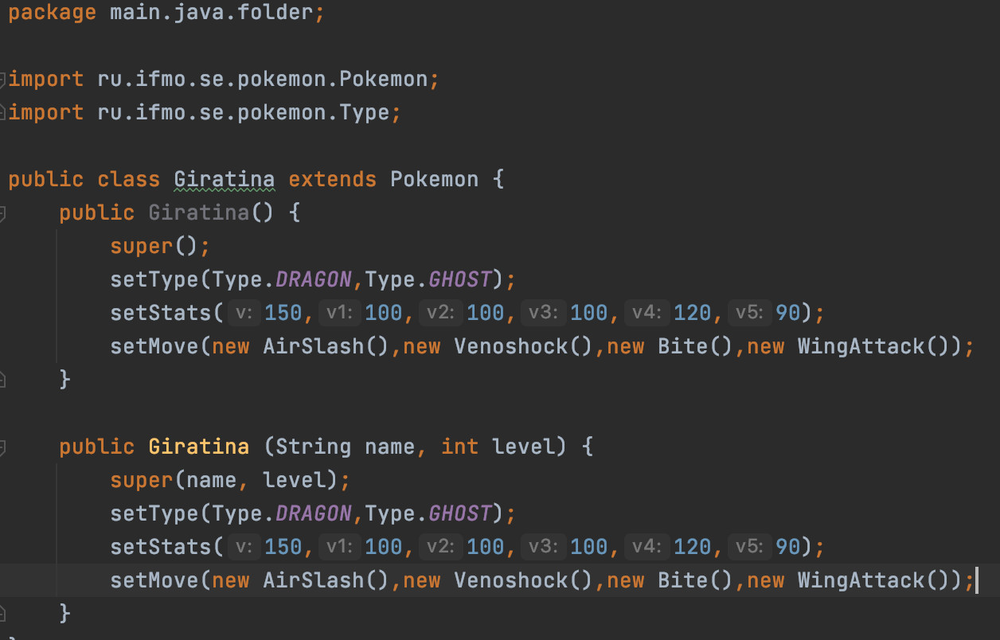 package main.java.folder;
import ru.ifmo.se.pokemon.Pokemon;
import ru.ifmo.se.pokemon.Type;
public class Giratina extends Pokemon {
public Giratina() {
super();
setType(Type.DRAGON,Type.GHOST);
setStats( v: 150, v1: 100, v2: 100, v3: 100, v4: 120, v5: 90);
setMove(new AirSlash(),new Venoshock(),new Bite(),new WingAttack());
}
public Giratina (String name, int level) {
super(name, level);
setType(Type.DRAGON,Type.GHOST);
setStats( v: 150, v1: 100, v2: 100, v3: 100, v4: 120, v5: 90);
setMove(new AirSlash(),new Venoshock(),new Bite(),new WingAttack());
}